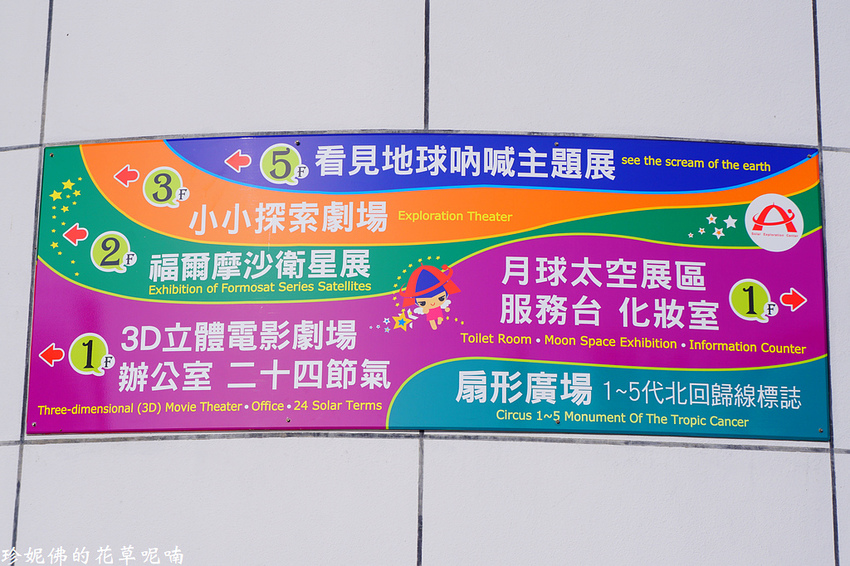 5F 看見地球吶喊主題展 see the scream of the earth
3F
小小探索劇場 Exploration Theater
2F 福爾摩沙衛星展
Exhibition of Formosat Series Satellites
1F 3D立體電影劇場
辦公室 二十四節氣
Three-dimensional (3D) Movie Theater • Office • 24 Solar Terms
月球太空展區
服務台 化妝室 1F
Toilet Room • Moon Space Exhibition • Information Counter
扇形廣場 1~5代北回歸線標誌
Circus 1~5 Monument Of The Tropic Cancer
Solar Exploration Center
珍妮佛的花草呢喃